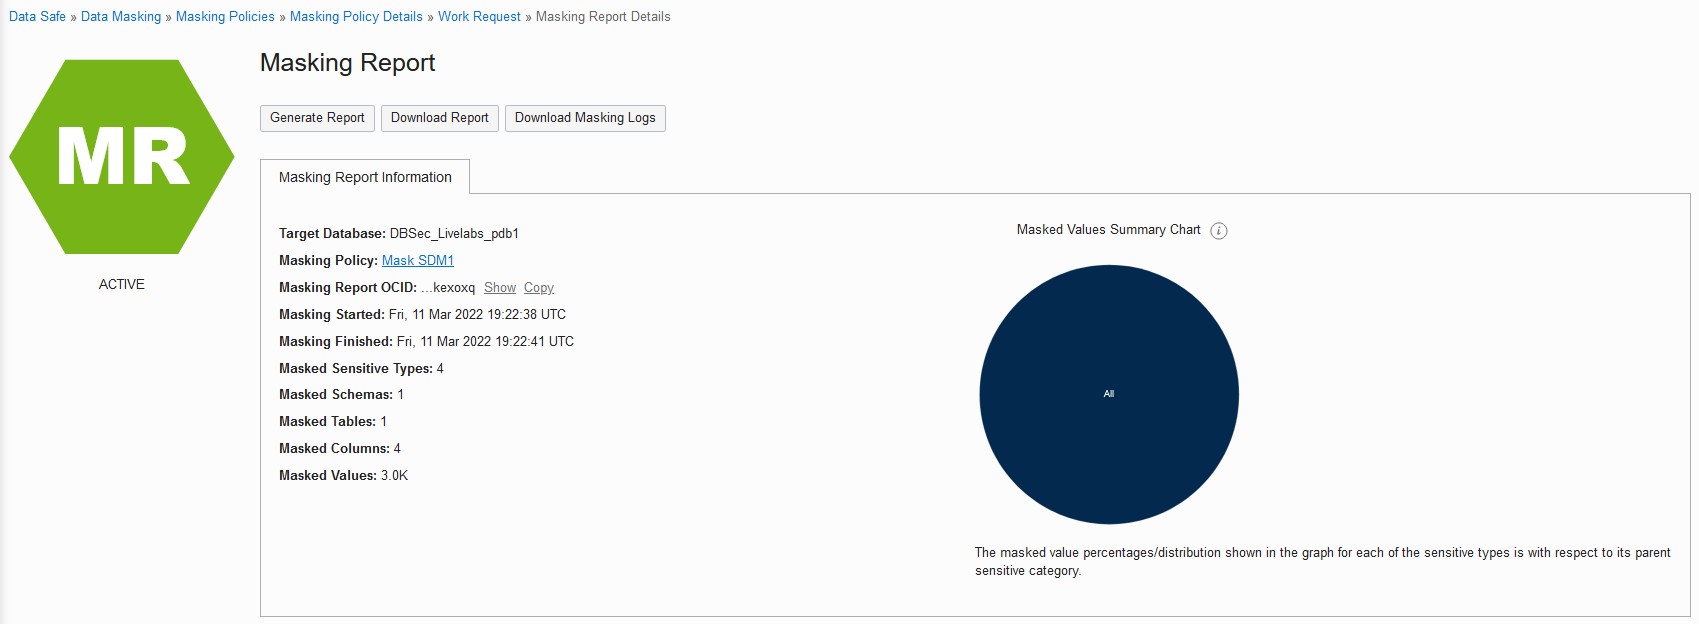 Data Safe » Data Masking » Masking Policies » Masking Policy Details » Work Request » Masking Report Details
MR
ACTIVE
Masking Report
Generate Report Download Report Download Masking Logs
Masking Report Information
Target Database: DBSec_Livelabs_pdb1
Masking Policy: Mask SDM1
Masking Report OCID: ...kexoxq Show Copy
Masking Started: Fri, 11 Mar 2022 19:22:38 UTC
Masking Finished: Fri, 11 Mar 2022 19:22:41 UTC
Masked Sensitive Types: 4
Masked Schemas: 1
Masked Tables: 1
Masked Columns: 4
Masked Values: 3.0K
Masked Values Summary Chart i
All
The masked value percentages/distribution shown in the graph for each of the sensitive types is with respect to its parent
sensitive category.